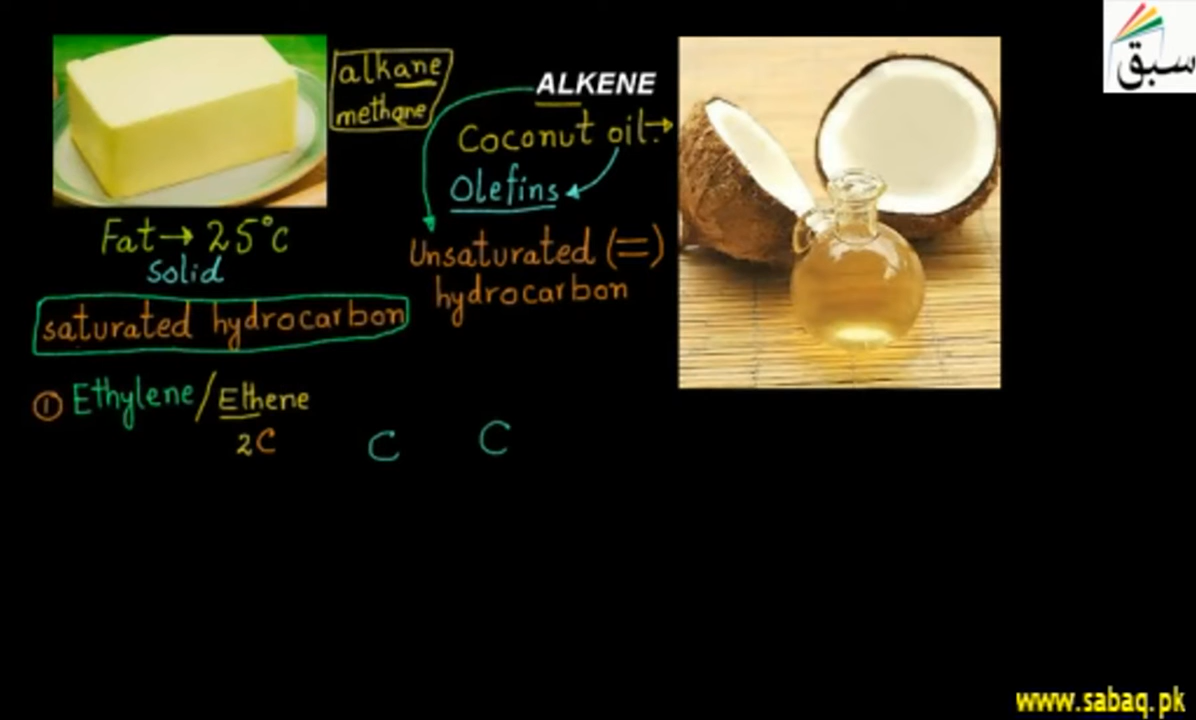 alkane
methane
ALKENE
Coconut oil.→
Olefins
Fat→25°C
solid
Unsaturated (=)
hydrocarbon
saturated hydrocarbon
① Ethylene/Ethene
2C
C C
سبق
www.sabaq.pk